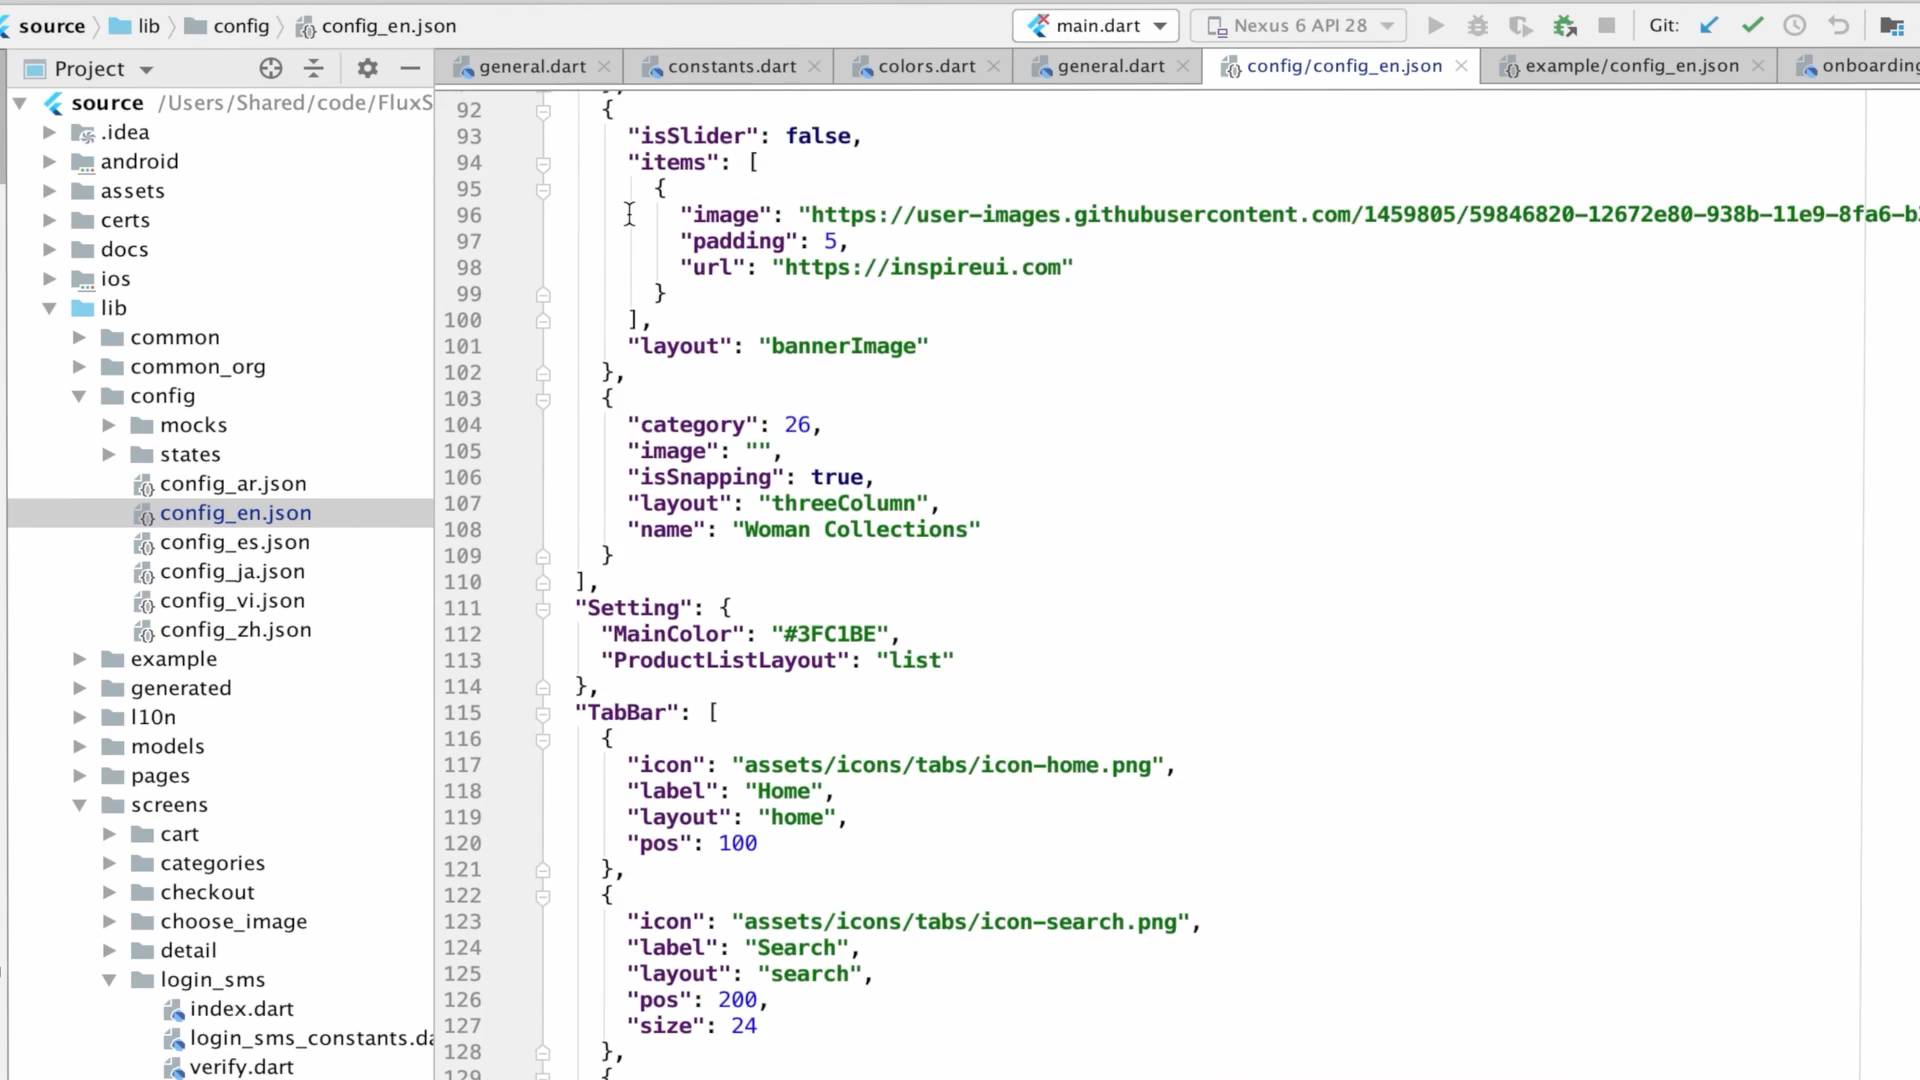 source lib config config_en.json main.dart Nexus 6 API 28 Git:
Project
general.dart constants.dart colors.dart general.dart config/config_en.json example/config_en.json onboarding
source /Users/Shared/code/FluxS
.idea
android
assets
certs
docs
ios
lib
common
common_org
config
mocks
states
config_ar.json
config_en.json
config_es.json
config_ja.json
config_vi.json
config_zh.json
example
generated
l10n
models
pages
screens
cart
categories
checkout
choose_image
detail
login_sms
index.dart
login_sms_constants.da
verify.dart
92 {
93 "isSlider": false,
94 "items": [
95 {
96 "image": "https://user-images.githubusercontent.com/1459805/59846820-12672e80-938b-11e9-8fa6-b
97 "padding": 5,
98 "url": "https://inspireui.com"
99 }
100 ],
101 "layout": "bannerImage"
102 },
103 {
104 "category": 26,
105 "image": "",
106 "isSnapping": true,
107 "layout": "threeColumn",
108 "name": "Woman Collections"
109 }
110 ],
111 "Setting": {
112 "MainColor": "#3FC1BE",
113 "ProductListLayout": "list"
114 },
115 "TabBar": [
116 {
117 "icon": "assets/icons/tabs/icon-home.png",
118 "label": "Home",
119 "layout": "home",
120 "pos": 100
121 },
122 {
123 "icon": "assets/icons/tabs/icon-search.png",
124 "label": "Search",
125 "layout": "search",
126 "pos": 200,
127 "size": 24
128 },
129 {